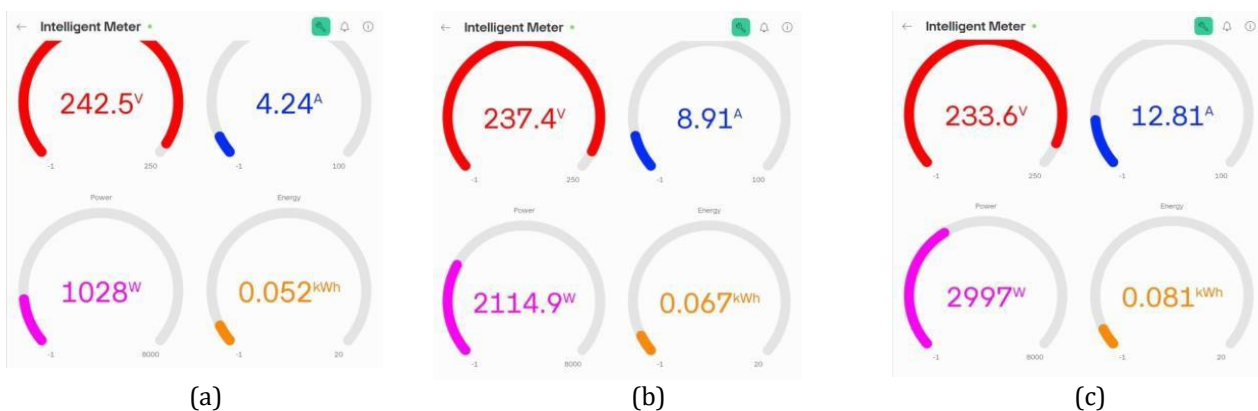 ← Intelligent Meter
242.5V
4.24A
-1 250
-1 100
Power
Energy
1028W
0.052kWh
-1 8000
-1 20
(a)
← Intelligent Meter
237.4V
8.91A
-1 250
-1 100
Power
Energy
2114.9W
0.067kWh
-1 8000
-1 20
(b)
← Intelligent Meter
233.6V
12.81A
-1 250
-1 100
Power
Energy
2997W
0.081kWh
-1 8000
-1 20
(c)